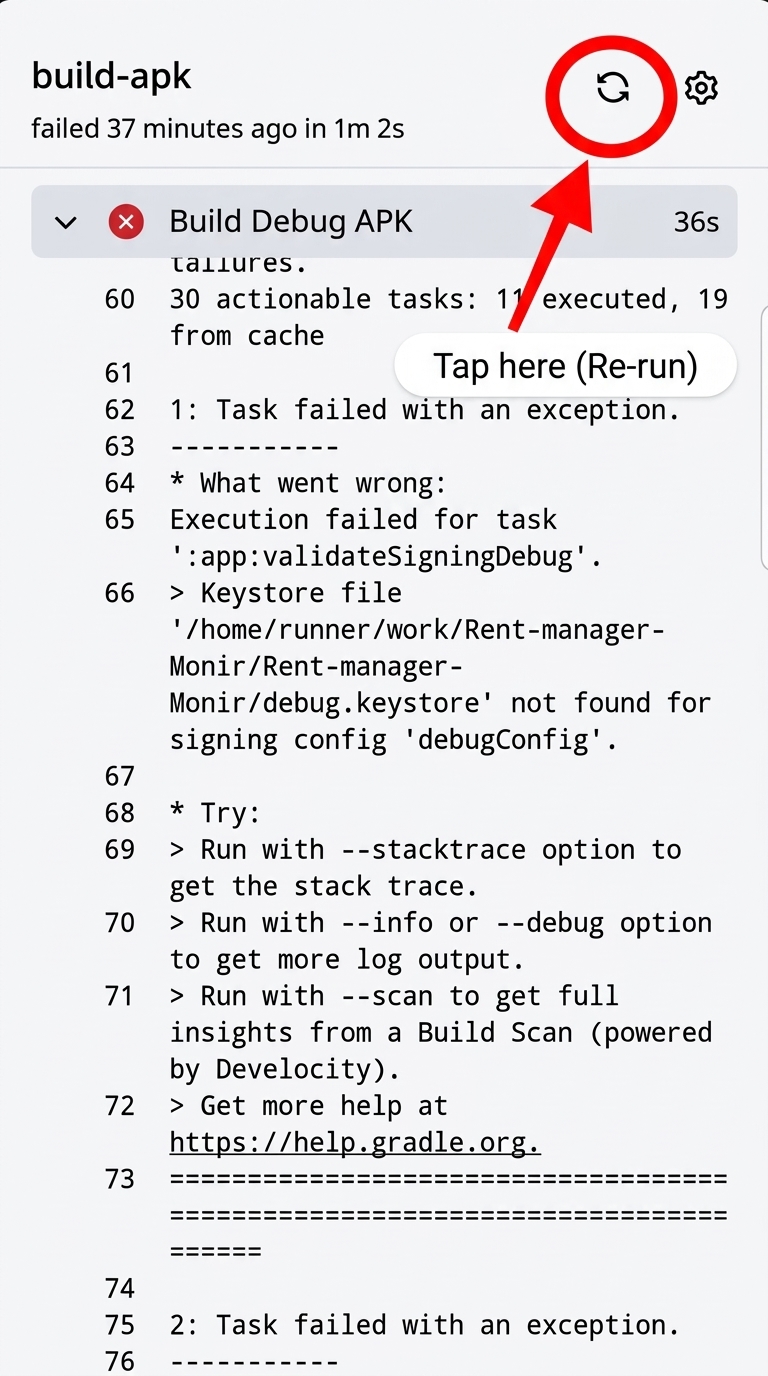 build-apk
failed 37 minutes ago in 1m 2s
Build Debug APK 36s
failures.
60 30 actionable tasks: 11 executed, 19
from cache
Tap here (Re-run)
61
62 1: Task failed with an exception.
63 -----------
64 * What went wrong:
65 Execution failed for task
':app:validateSigningDebug'.
66 > Keystore file
'/home/runner/work/Rent-manager-
Monir/Rent-manager-
Monir/debug.keystore' not found for
signing config 'debugConfig'.
67
68 * Try:
69 > Run with --stacktrace option to
get the stack trace.
70 > Run with --info or --debug option
to get more log output.
71 > Run with --scan to get full
insights from a Build Scan (powered
by Develocity).
72 > Get more help at
https://help.gradle.org.
73 ====================================
====================================
======
74
75 2: Task failed with an exception.
76 -----------